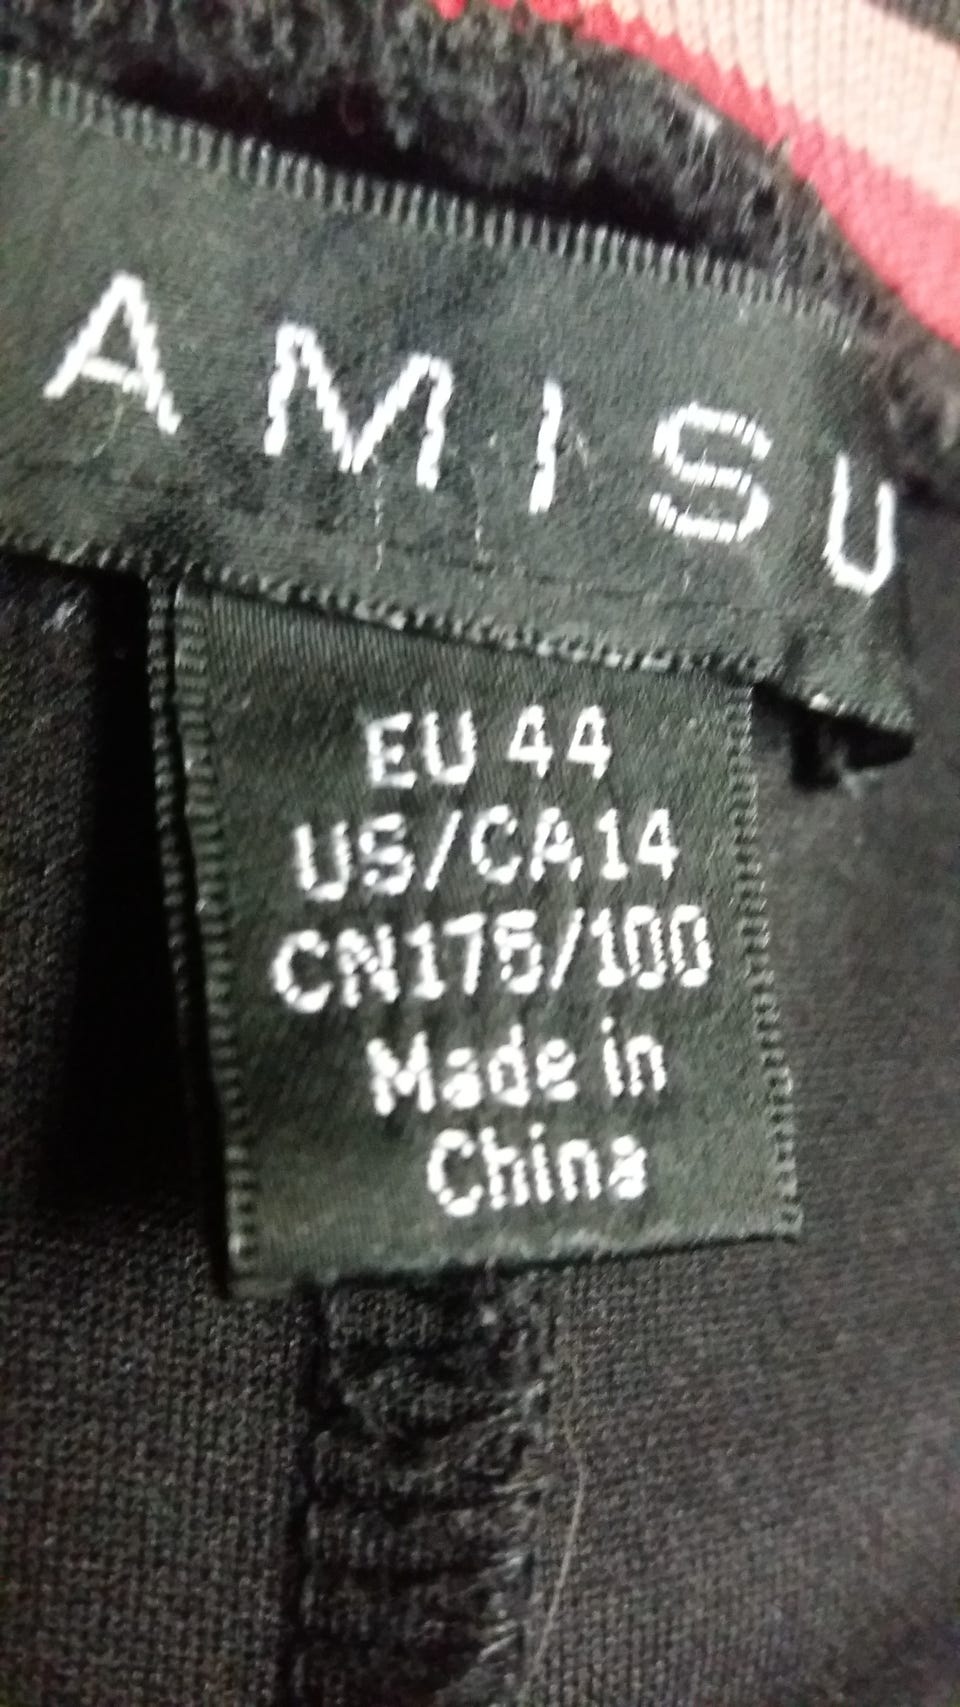 AMISU
EU 44
US/CA14
CN175/100
Made in
China